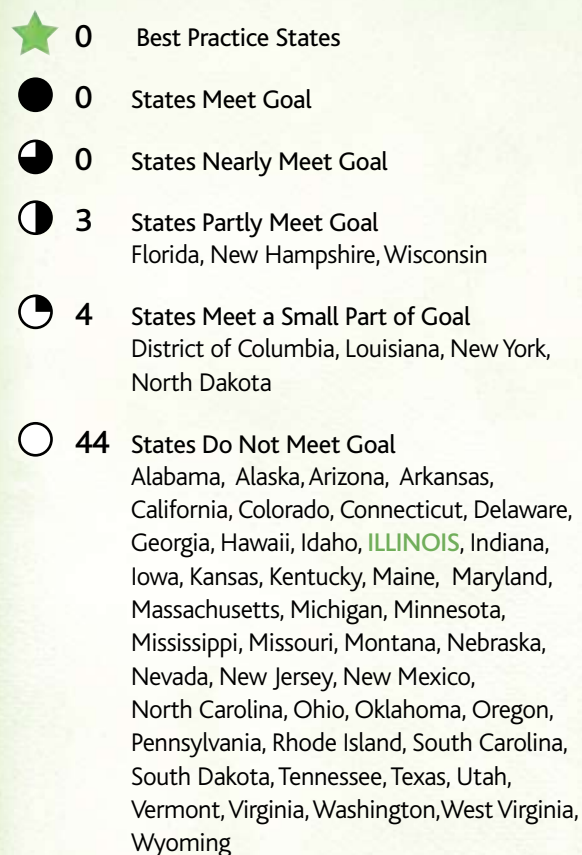 0 Best Practice States
0 States Meet Goal
0 States Nearly Meet Goal
3 States Partly Meet Goal
Florida, New Hampshire, Wisconsin
4 States Meet a Small Part of Goal
District of Columbia, Louisiana, New York,
North Dakota
44 States Do Not Meet Goal
Alabama, Alaska, Arizona, Arkansas,
California, Colorado, Connecticut, Delaware,
Georgia, Hawaii, Idaho, ILLINOIS, Indiana,
Iowa, Kansas, Kentucky, Maine, Maryland,
Massachusetts, Michigan, Minnesota,
Mississippi, Missouri, Montana, Nebraska,
Nevada, New Jersey, New Mexico,
North Carolina, Ohio, Oklahoma, Oregon,
Pennsylvania, Rhode Island, South Carolina,
South Dakota, Tennessee, Texas, Utah,
Vermont, Virginia, Washington, West Virginia,
Wyoming